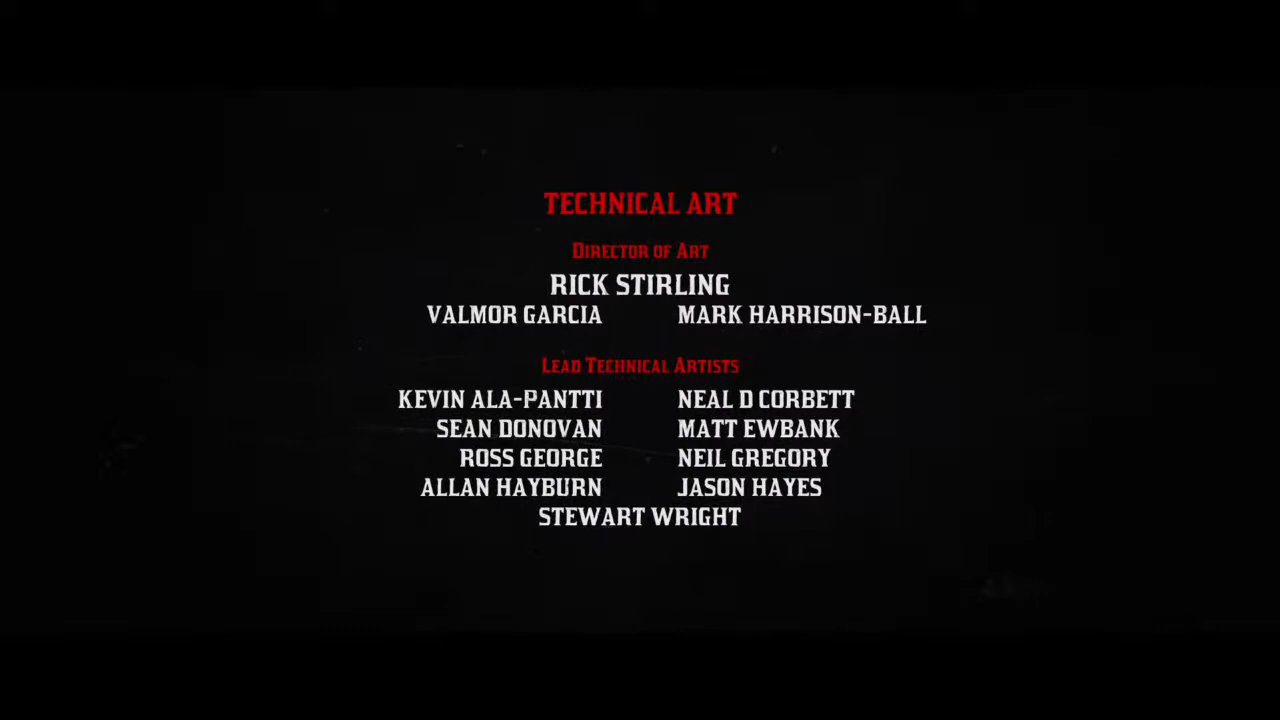 TECHNICAL ART
DIRECTOR OF ART
RICK STIRLING
VALMOR GARCIA MARK HARRISON-BALL
LEAD TECHNICAL ARTISTS
KEVIN ALA-PANTTI NEAL D CORBETT
SEAN DONOVAN MATT EWBANK
ROSS GEORGE NEIL GREGORY
ALLAN HAYBURN JASON HAYES
STEWART WRIGHT